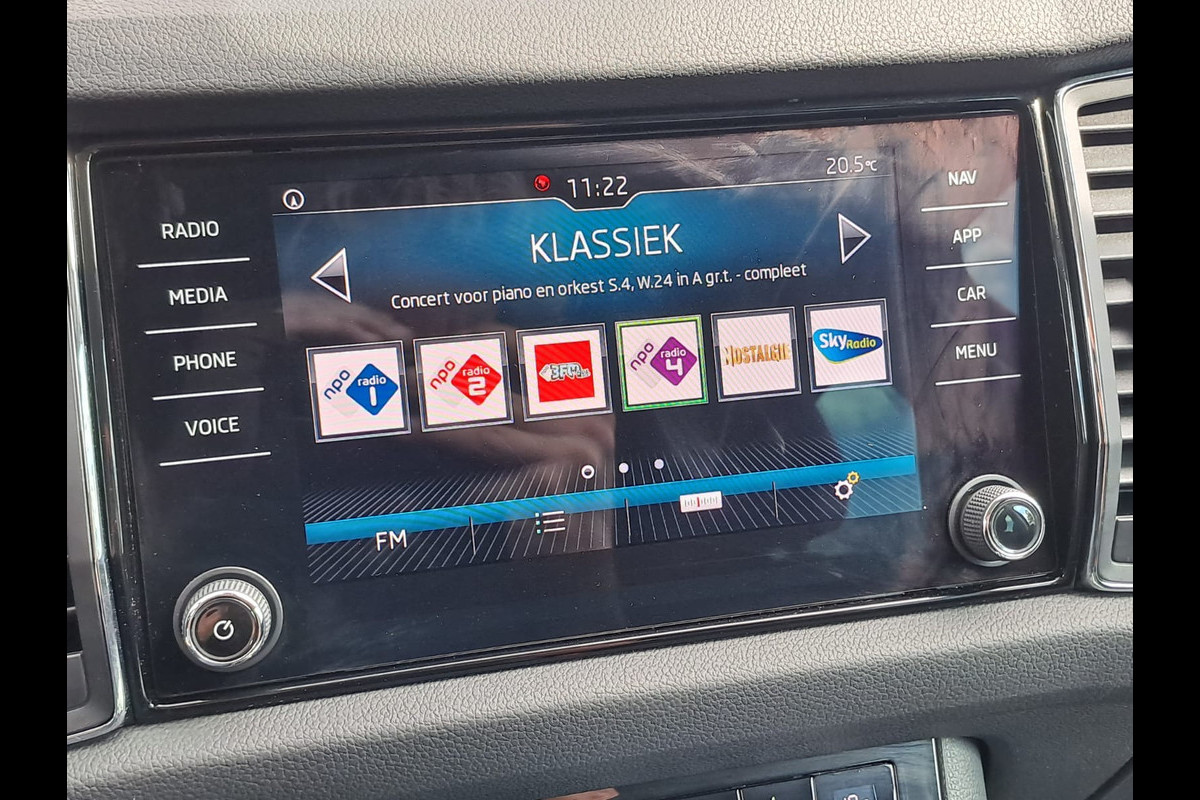 RADIO
MEDIA
PHONE
VOICE
11:22
20.5°C
KLASSIEK
Concert voor piano en orkest S.4, W.24 in A gr.t. - compleet
npo radio 1
npo radio 2
3FM
npo radio 4
NOSTALGIE
Sky Radio
FM
NAV
APP
CAR
MENU